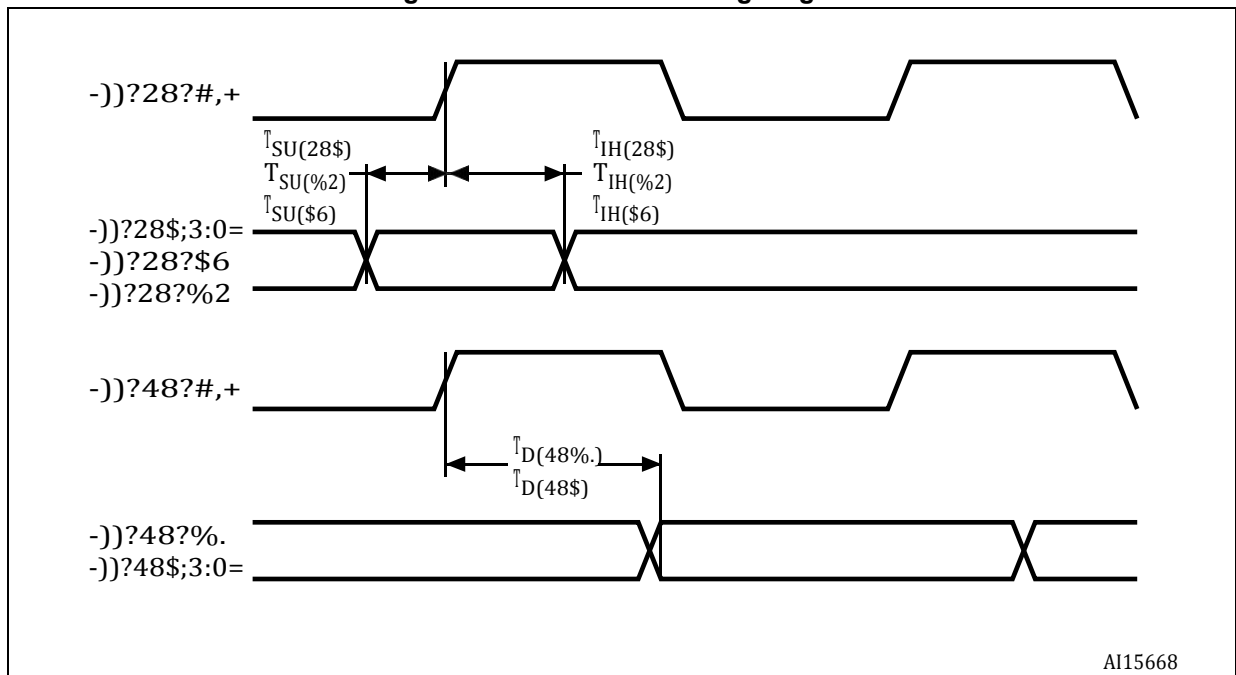 -))?28?#,+
TSU(28$)
TSU(%2)
TSU($6)
TIH(28$)
TIH(%2)
TIH($6)
-))?28$;3:0=
-))?28?$6
-))?28?%2
-))?48?#,+
TD(48%.)
TD(48$)
-))?48?%.
-))?48$;3:0=
AI15668